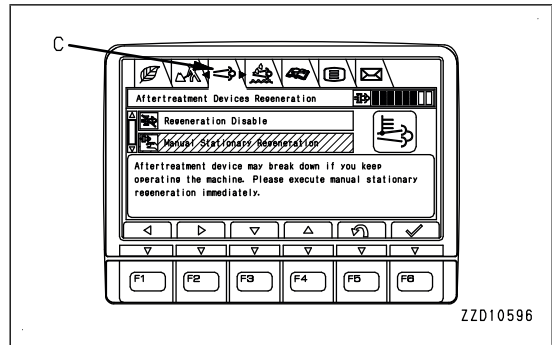 C
Aftertreatment Devices Regeneration
Regeneration Disable
Manual Stationary Regeneration
Aftertreatment device may break down if you keep
operating the machine. Please execute manual stationary
regeneration immediately.
F1 F2 F3 F4 F5 F6
ZZD10596